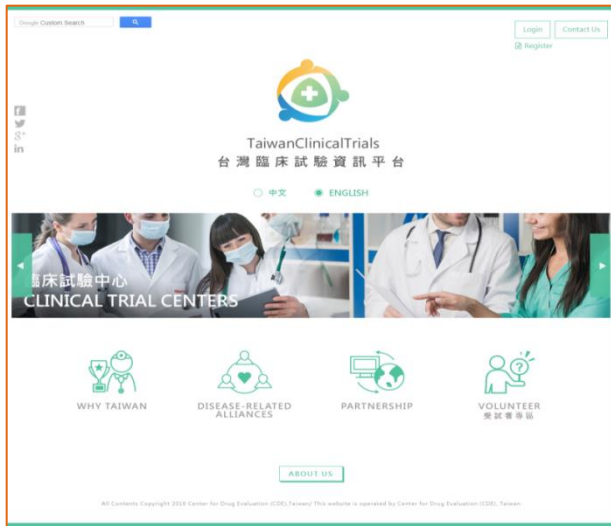 Google Custom Search
Login
Contact Us
Register
TaiwanClinicalTrials
台灣臨床試驗資訊平台
中文
ENGLISH
臨床試驗中心
CLINICAL TRIAL CENTERS
WHY TAIWAN
DISEASE-RELATED
ALLIANCES
PARTNERSHIP
VOLUNTEER
受試者專區
ABOUT US
All Contents Copyright 2016 Center for Drug Evaluation (CDE),Taiwan/ This website is operated by Center for Drug Evaluation (CDE), Taiwan